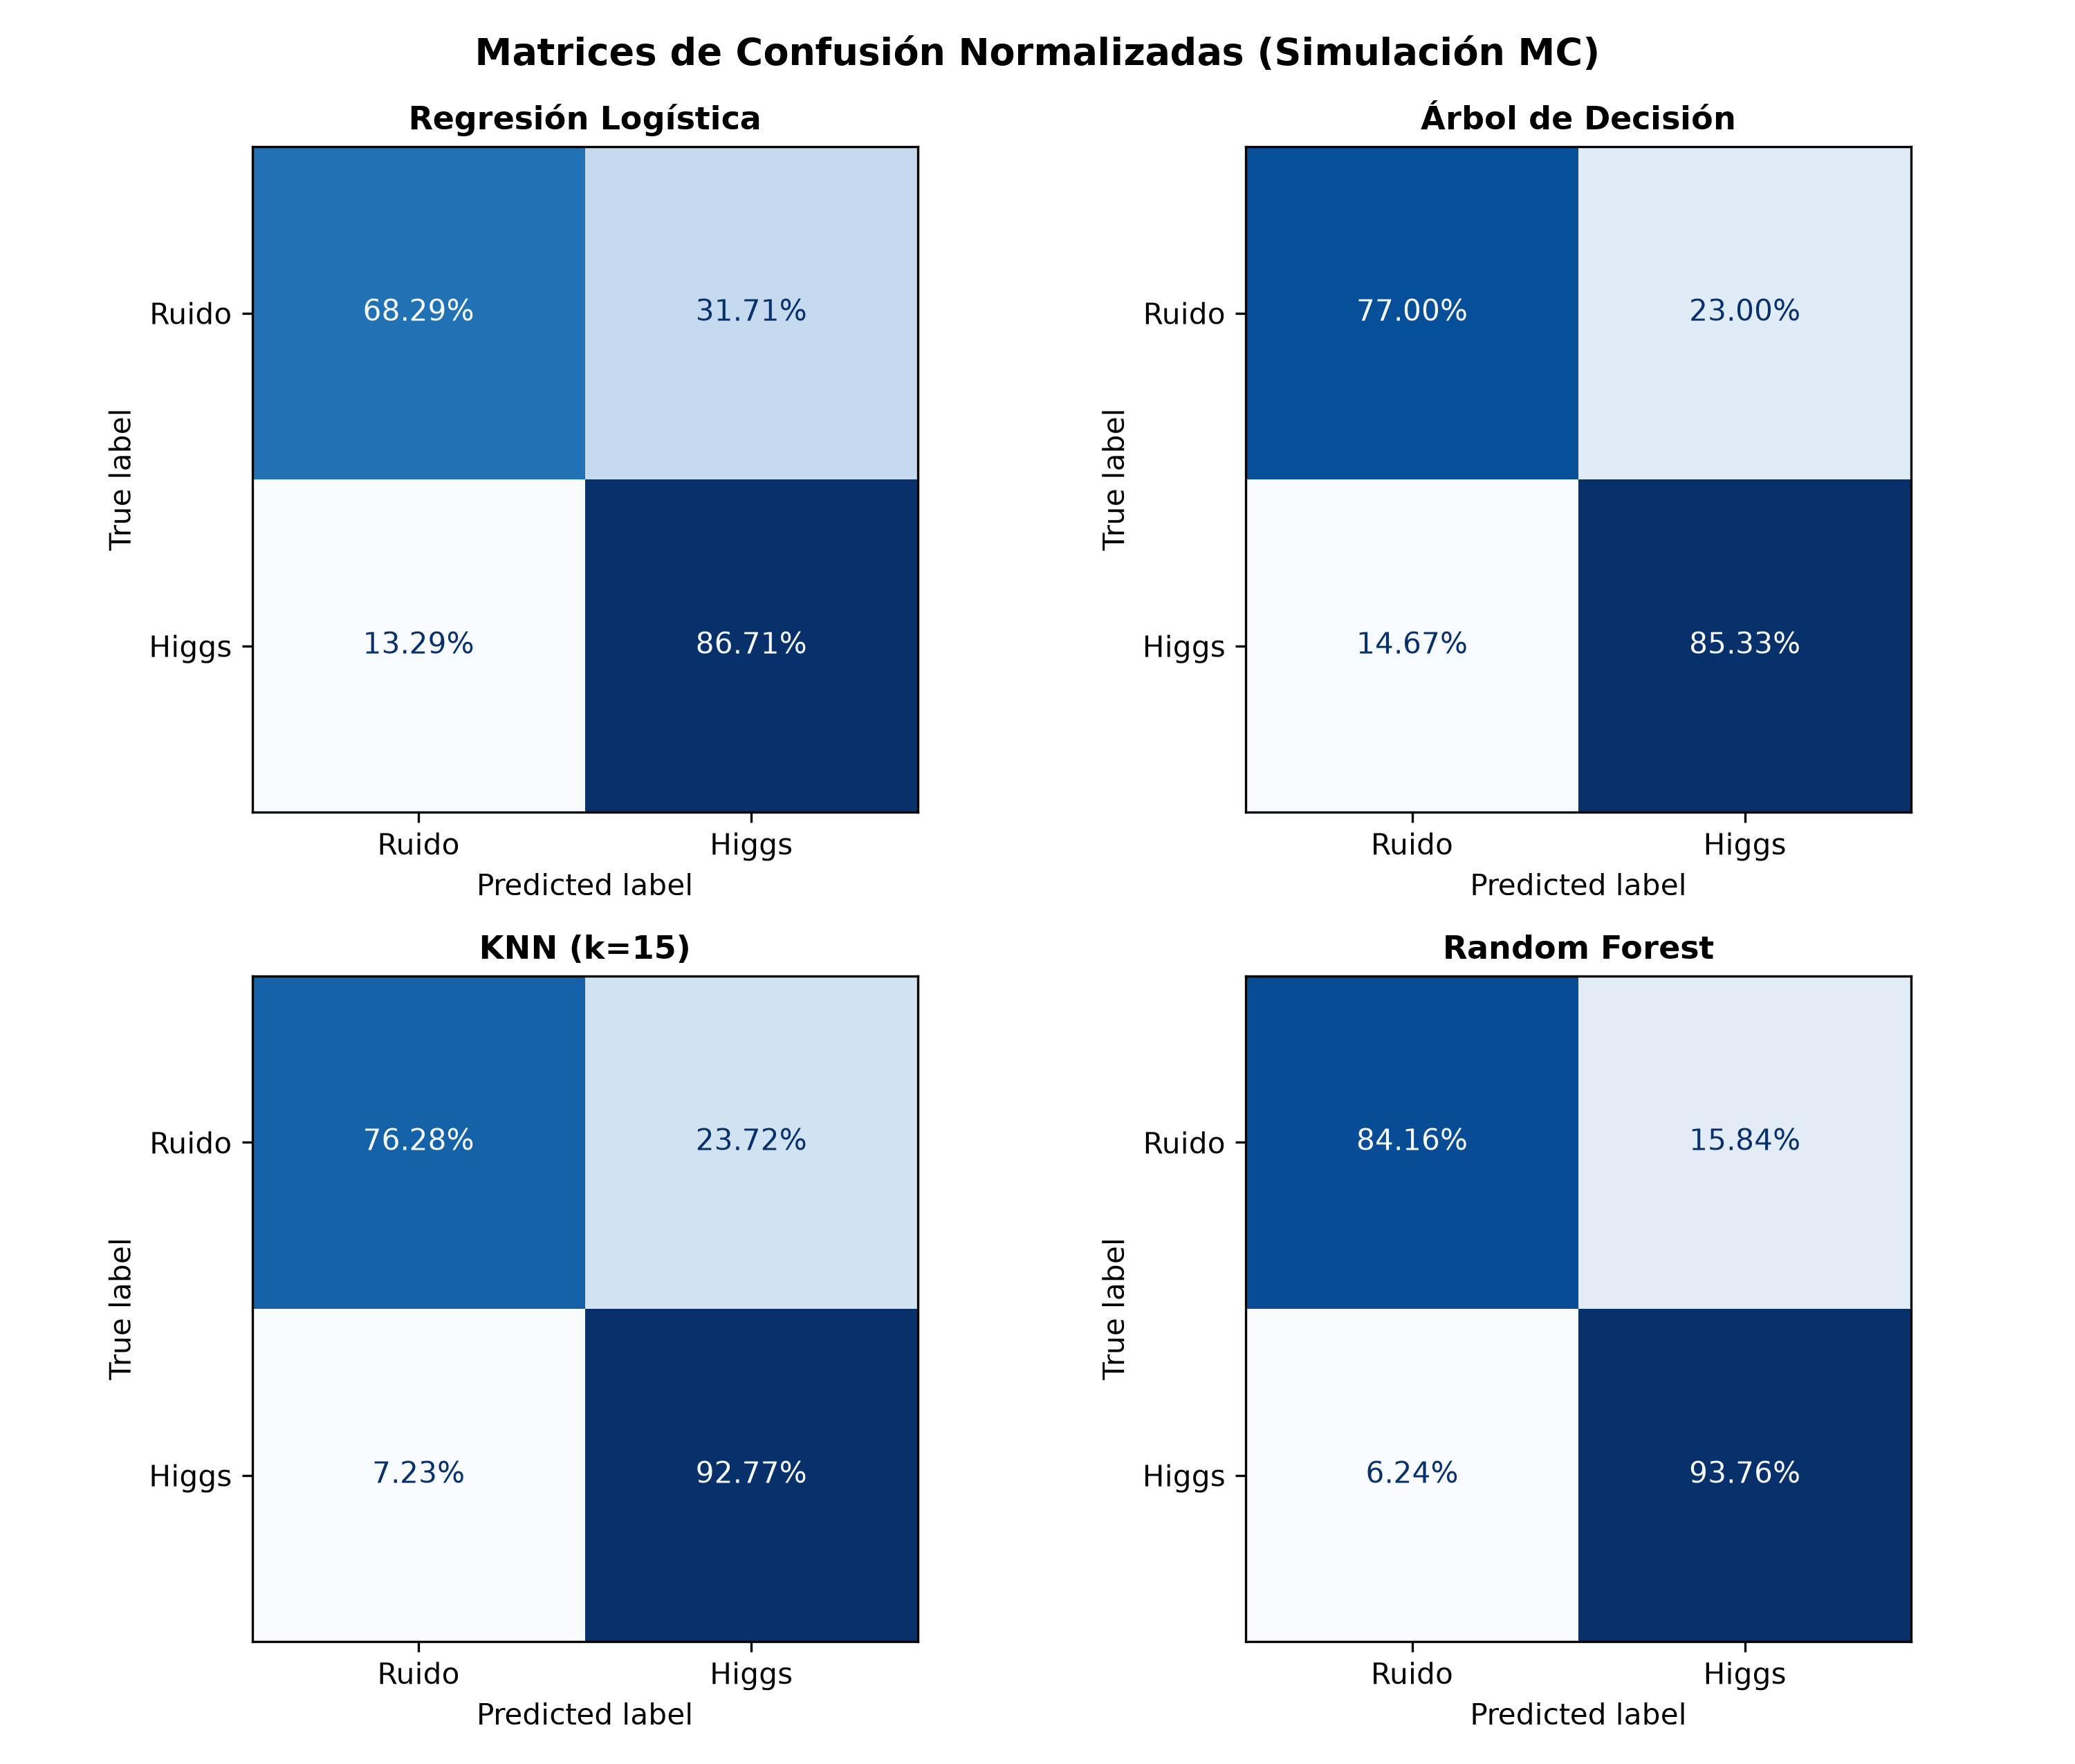 Matrices de Confusión Normalizadas (Simulación MC)
Regresión Logística
68.29% 31.71%
13.29% 86.71%
Ruido
Higgs
True label
Ruido Higgs
Predicted label
Árbol de Decisión
77.00% 23.00%
14.67% 85.33%
Ruido
Higgs
True label
Ruido Higgs
Predicted label
KNN (k=15)
76.28% 23.72%
7.23% 92.77%
Ruido
Higgs
True label
Ruido Higgs
Predicted label
Random Forest
84.16% 15.84%
6.24% 93.76%
Ruido
Higgs
True label
Ruido Higgs
Predicted label